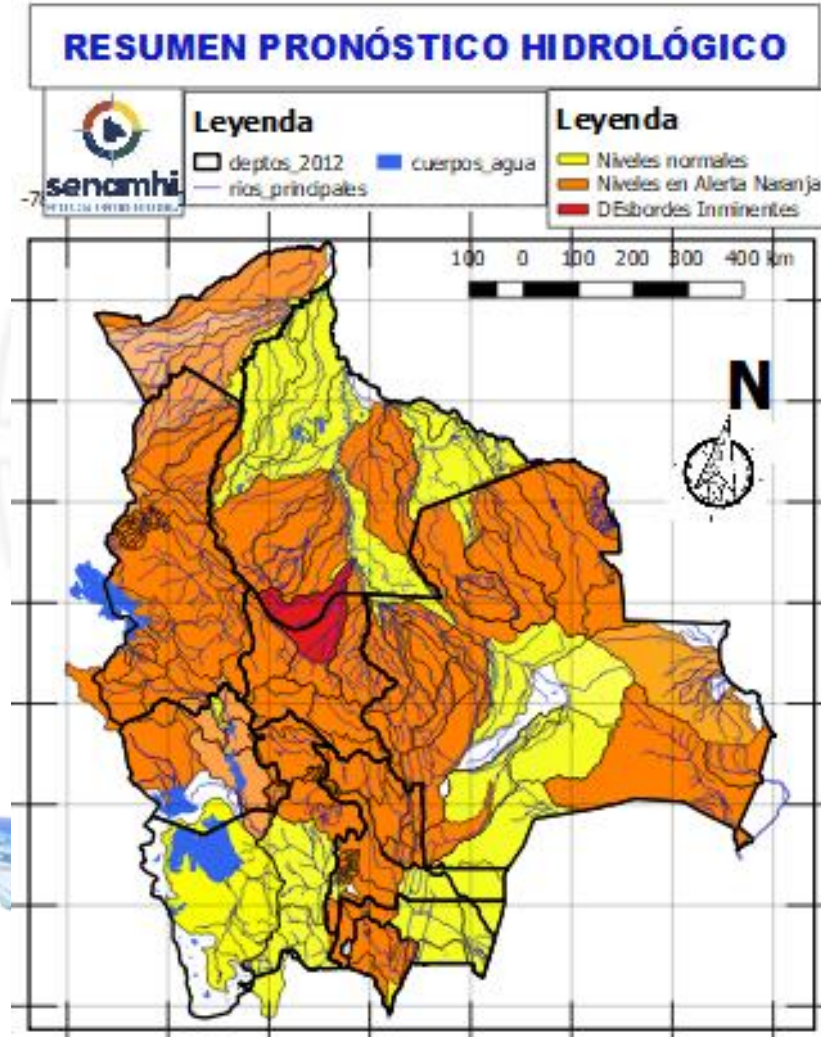 RESUMEN PRONÓSTICO HIDROLÓGICO
senamhi
Leyenda
deptos_2012
cuerpos_agua
rios_principales
Leyenda
Niveles normales
Niveles en Alerta Naranja
DEsbordes Inminentes
100 0 100 200 300 400 km
N